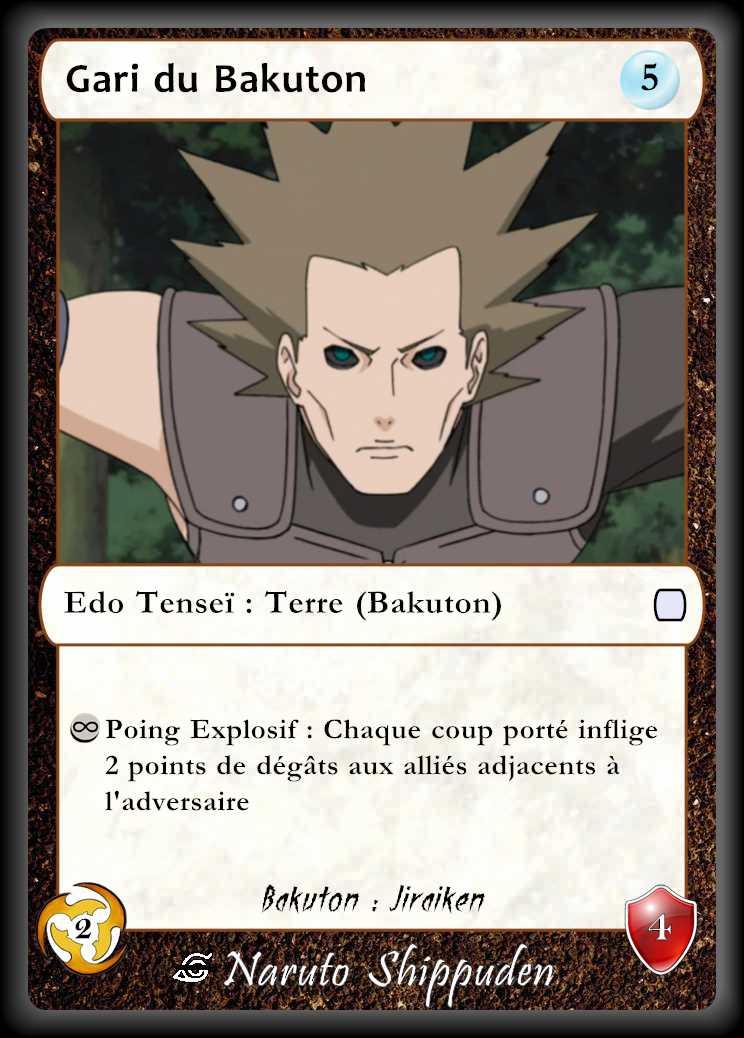 Gari du Bakuton
5
Edo Tenseï : Terre (Bakuton)
∞ Poing Explosif : Chaque coup porté inflige
2 points de dégâts aux alliés adjacents à
l'adversaire
Bakuton : Jiraiken
2
4
Naruto Shippuden